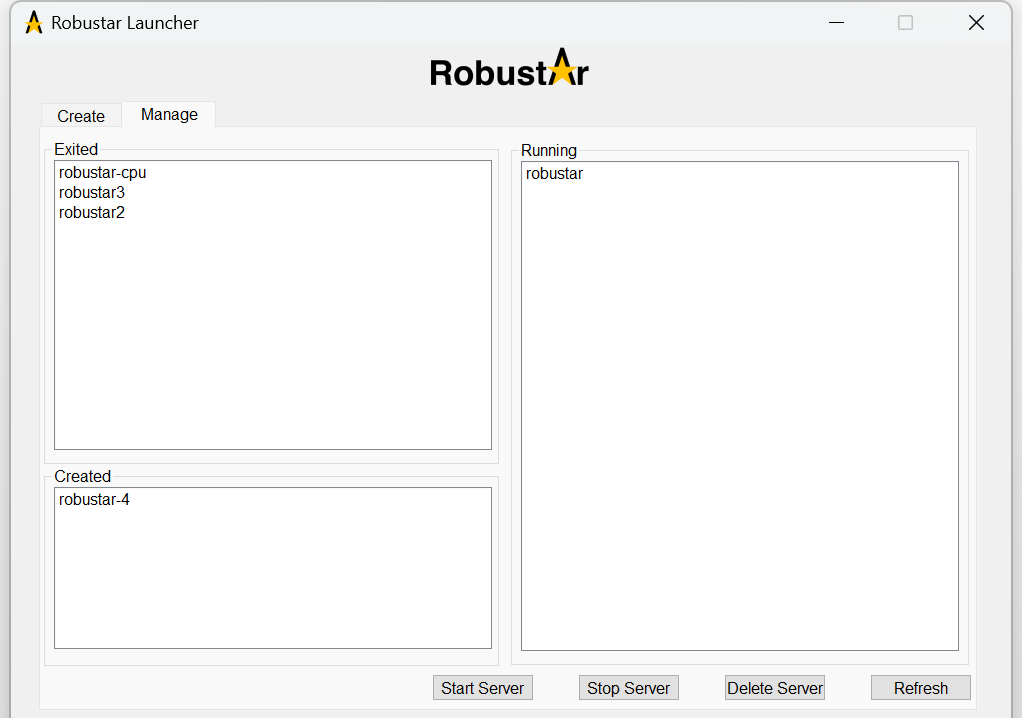 Robustar Launcher
RobustAr
Create
Manage
Exited
robustar-cpu
robustar3
robustar2
Created
robustar-4
Running
robustar
Start Server
Stop Server
Delete Server
Refresh